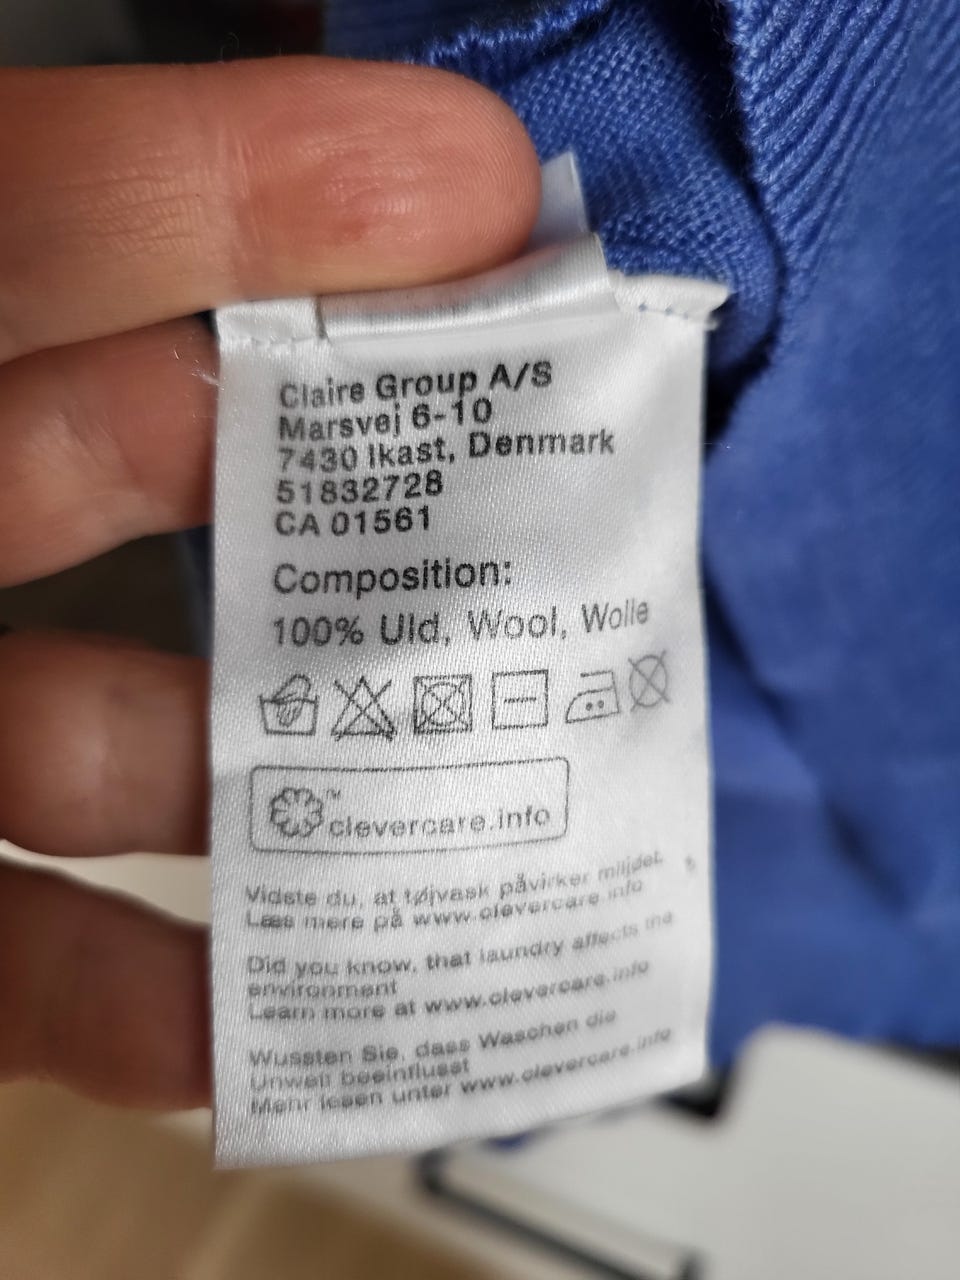 Claire Group A/S
Marsvej 6-10
7430 Ikast, Denmark
51832728
CA 01561
Composition:
100% Uld, Wool, Wolle
™
clevercare.info
Vidste du, at tøjvask påvirker miljøet.
Læs mere på www.clevercare.info
Did you know, that laundry affects the
environment
Learn more at www.clevercare.info
Wussten Sie, dass Waschen die
Umwelt beeinflusst
Mehr lesen unter www.clevercare.info